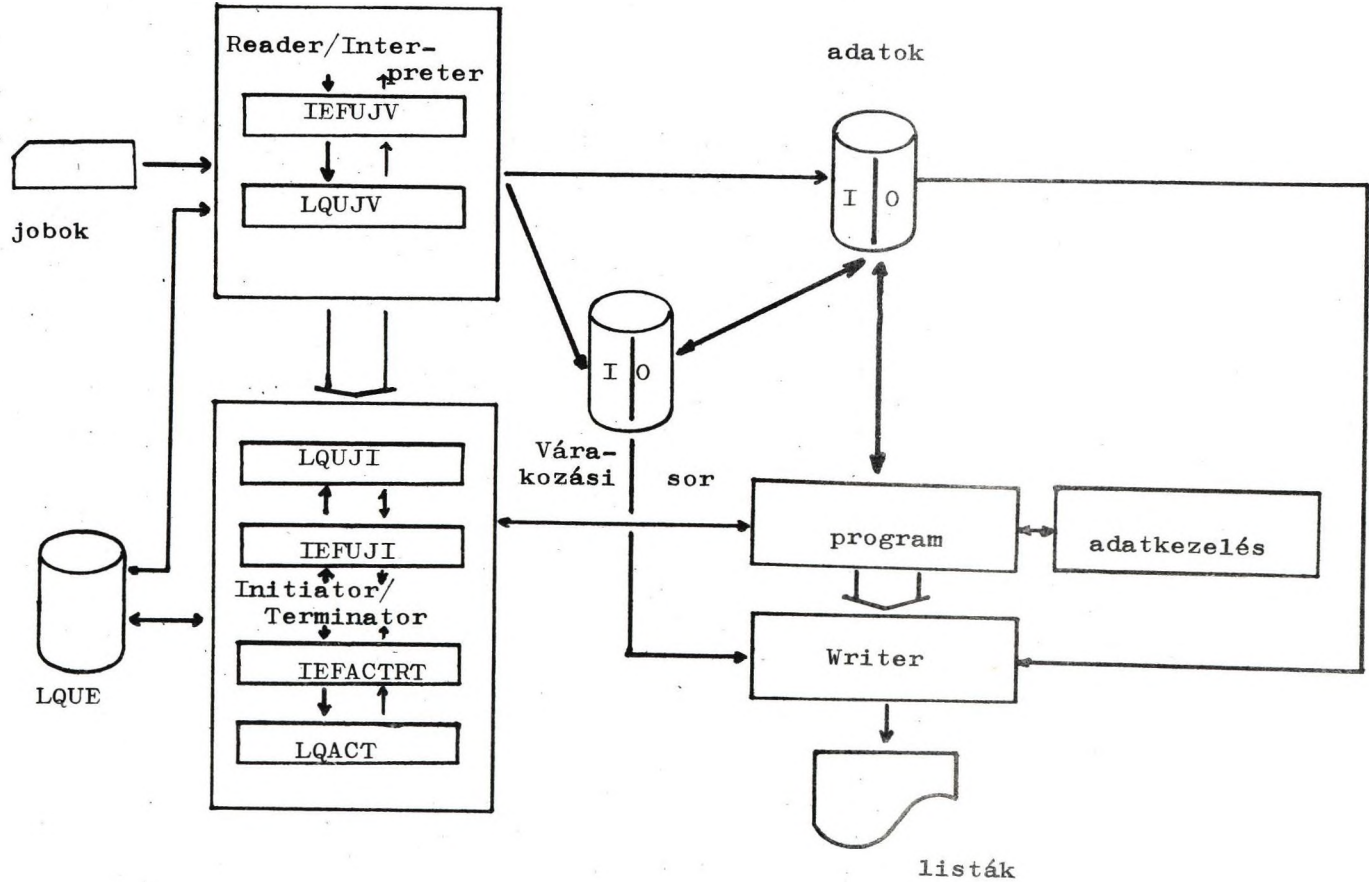 Reader/Inter-
preter
IEFUJV
LQUJV
jobok
adatok
I O
I O
Vára-
kozási sor
LQUJI
IEFUJI
Initiator/
Terminator
IEFACTRT
LQACT
LQUE
program
adatkezelés
Writer
listák